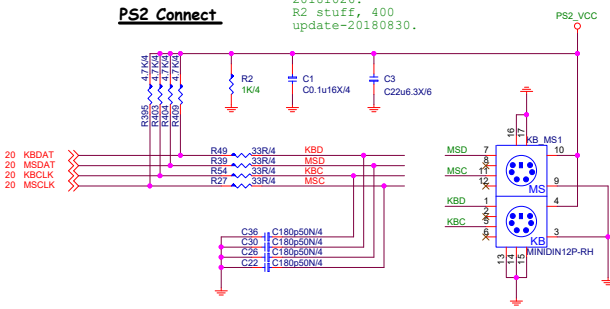 PS2 Connect
R2 stuff, 400
update-20180830.
PS2_VCC
4.7K/4
4.7K/4
4.7K/4
4.7K/4
R395
R403
R404
R409
R2
1K/4
C1
C0.1u16X/4
C3
C22u6.3X/6
20 KBDAT
20 MSDAT
20 KBCLK
20 MSCLK
R49 33R/4 KBD
R39 33R/4 MSD
R54 33R/4 KBC
R27 33R/4 MSC
C36 C180p50N/4
C30 C180p50N/4
C26 C180p50N/4
C22 C180p50N/4
16
17
KB_MS1
MSD 7
8
MSC 11
12
10
9
MS
KBD 1
2
KBC 5
6
4
3
KB
MINIDIN12P-RH
13
14
15